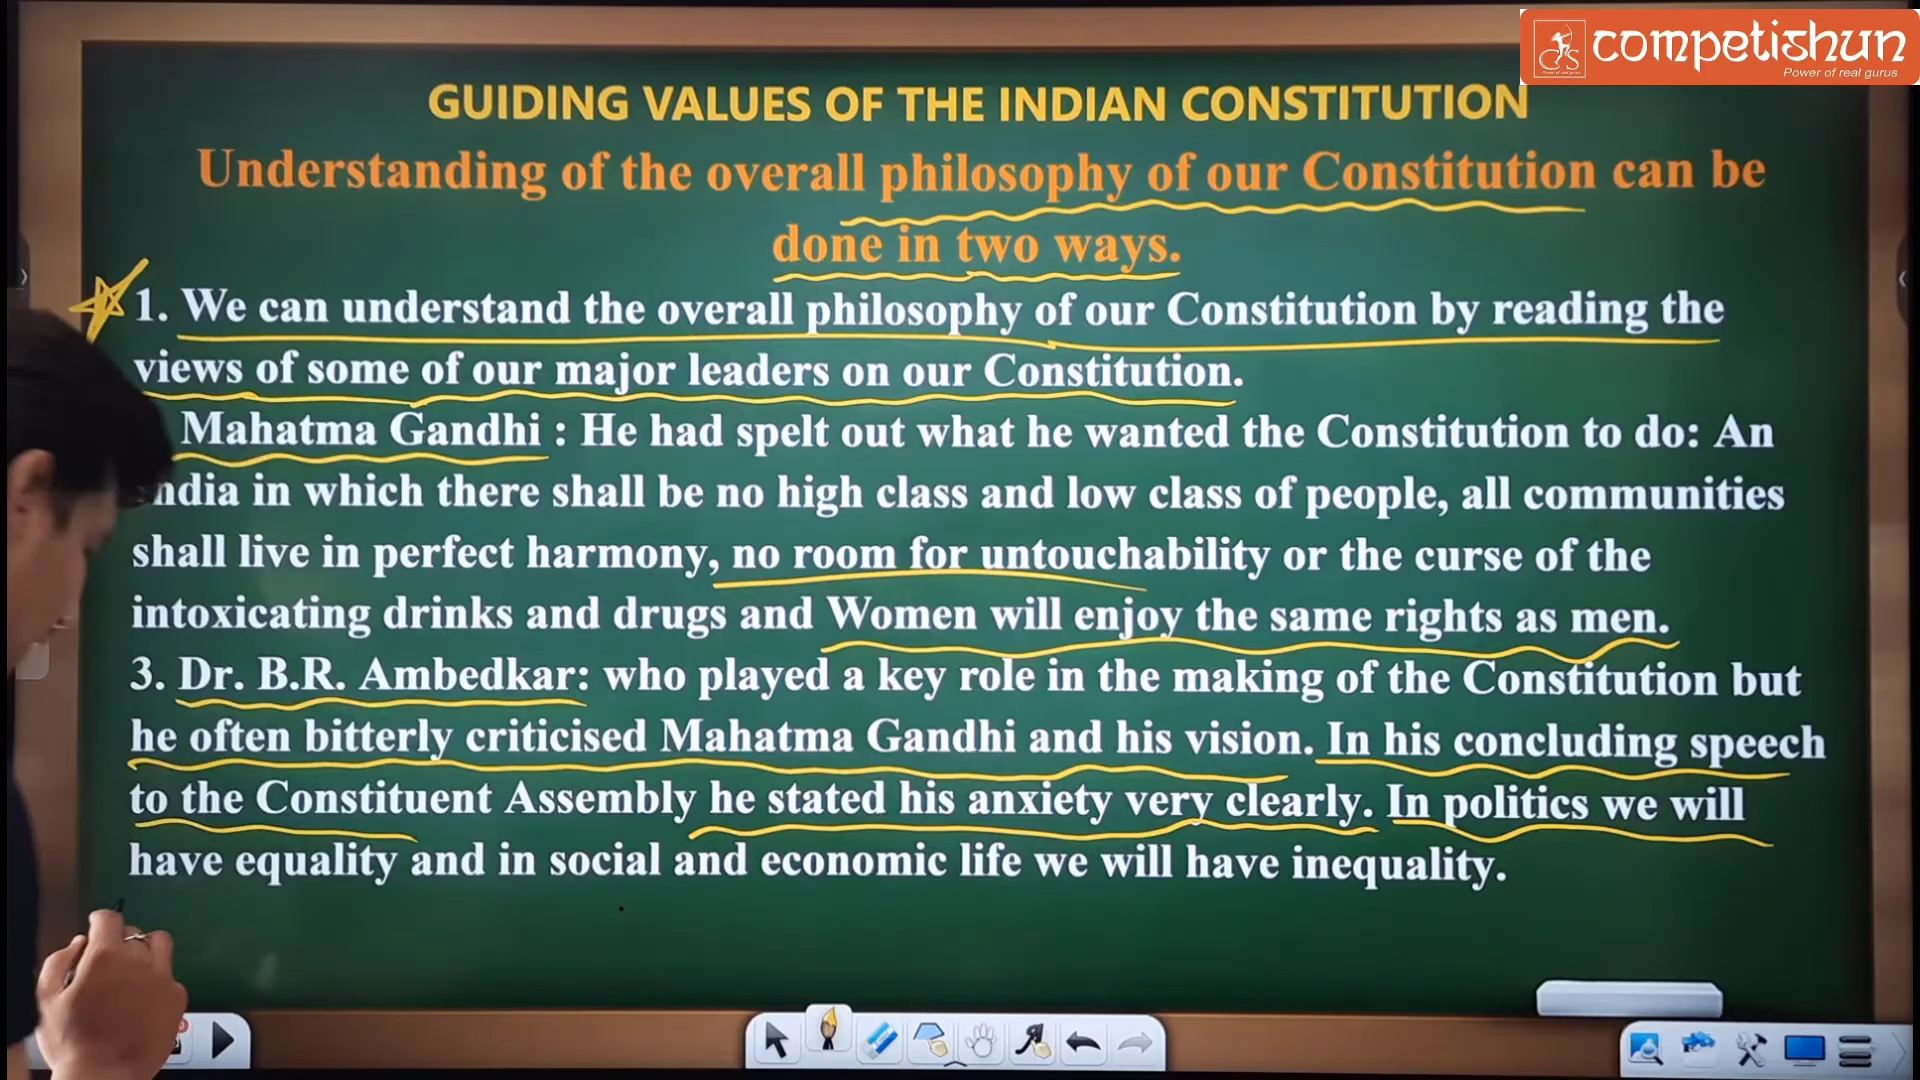 competishun
Power of real gurus
GUIDING VALUES OF THE INDIAN CONSTITUTION
Understanding of the overall philosophy of our Constitution can be
done in two ways.
1. We can understand the overall philosophy of our Constitution by reading the
views of some of our major leaders on our Constitution.
Mahatma Gandhi : He had spelt out what he wanted the Constitution to do: An
ndia in which there shall be no high class and low class of people, all communities
shall live in perfect harmony, no room for untouchability or the curse of the
intoxicating drinks and drugs and Women will enjoy the same rights as men.
3. Dr. B.R. Ambedkar: who played a key role in the making of the Constitution but
he often bitterly criticised Mahatma Gandhi and his vision. In his concluding speech
to the Constituent Assembly he stated his anxiety very clearly. In politics we will
have equality and in social and economic life we will have inequality.